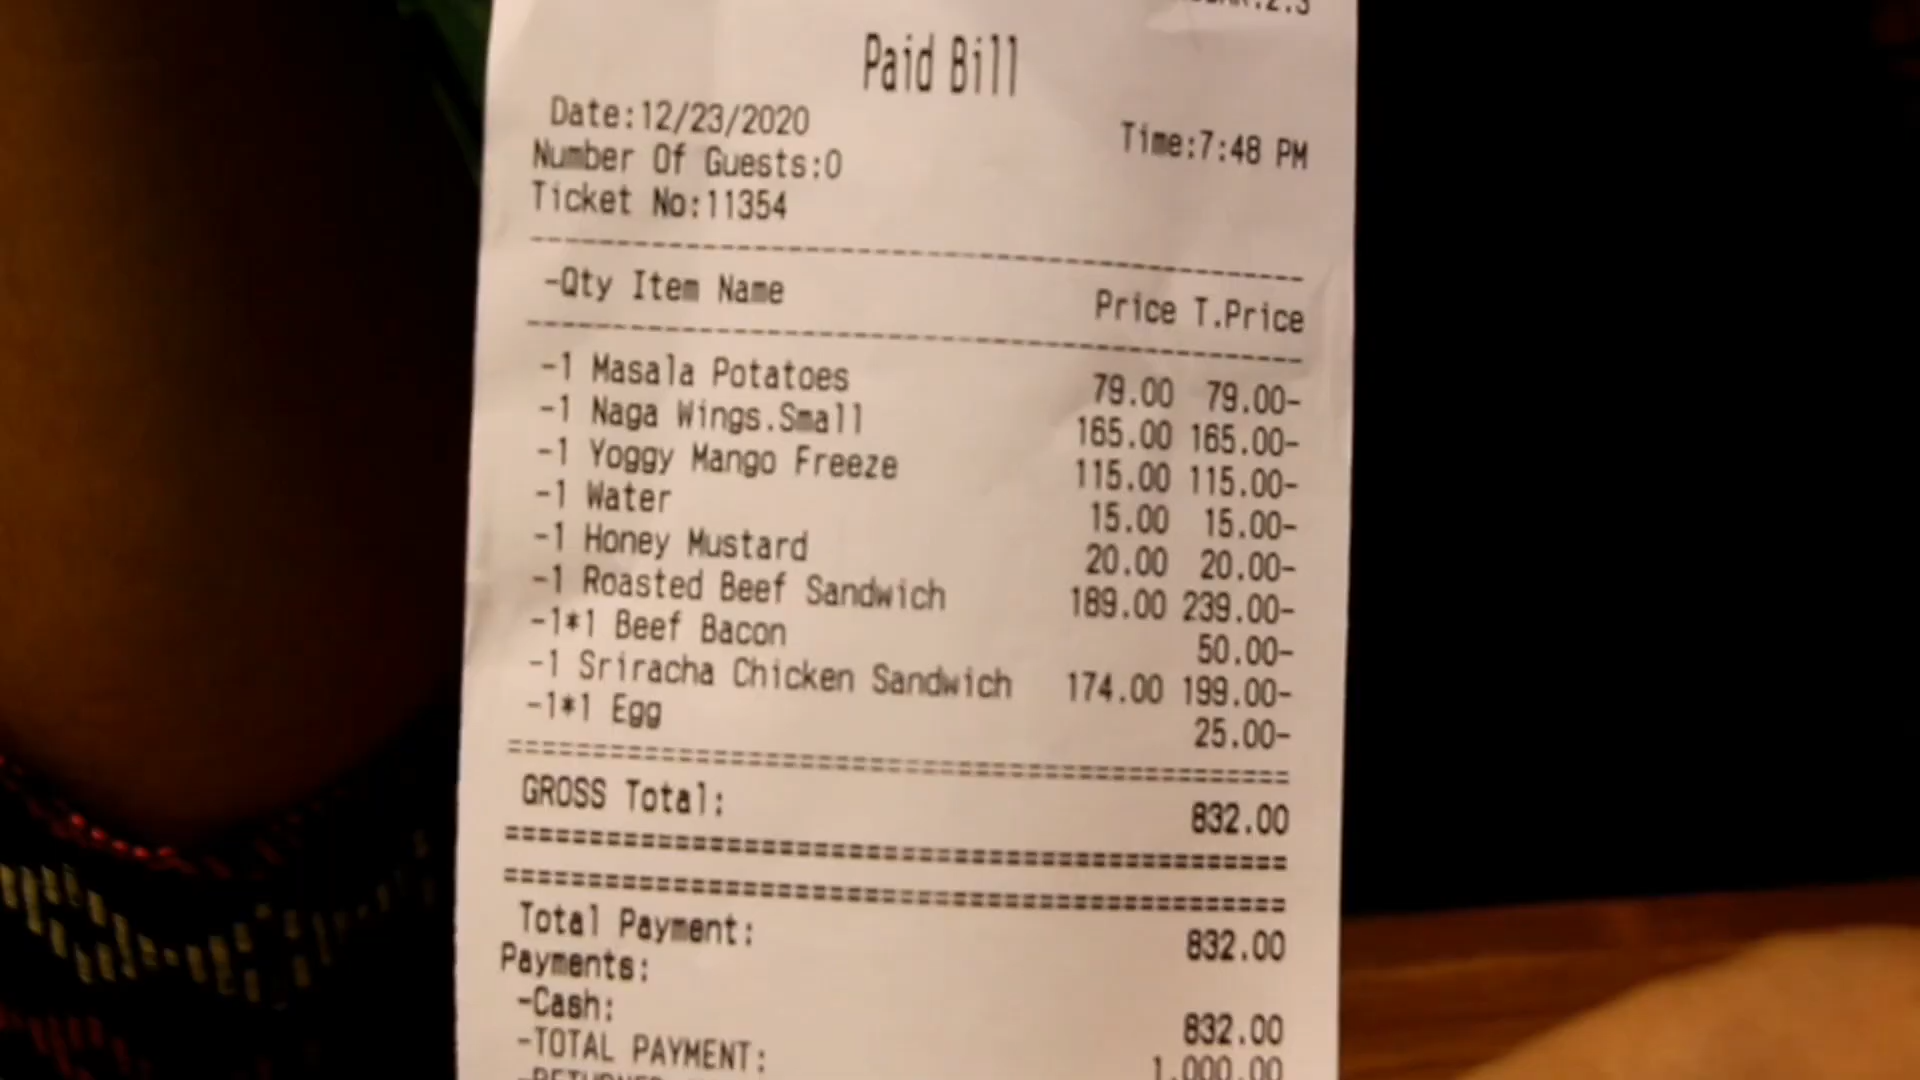 Paid Bill
Date:12/23/2020 Time:7:48 PM
Number Of Guests:0
Ticket No:11354
-Qty Item Name Price T.Price
-1 Masala Potatoes 79.00 79.00-
-1 Naga Wings.Small 165.00 165.00-
-1 Yoggy Mango Freeze 115.00 115.00-
-1 Water 15.00 15.00-
-1 Honey Mustard 20.00 20.00-
-1 Roasted Beef Sandwich 189.00 239.00-
-1*1 Beef Bacon 50.00-
-1 Sriracha Chicken Sandwich 174.00 199.00-
-1*1 Egg 25.00-
GROSS Total: 832.00
Total Payment: 832.00
Payments:
-Cash: 832.00
-TOTAL PAYMENT: 1,000.00